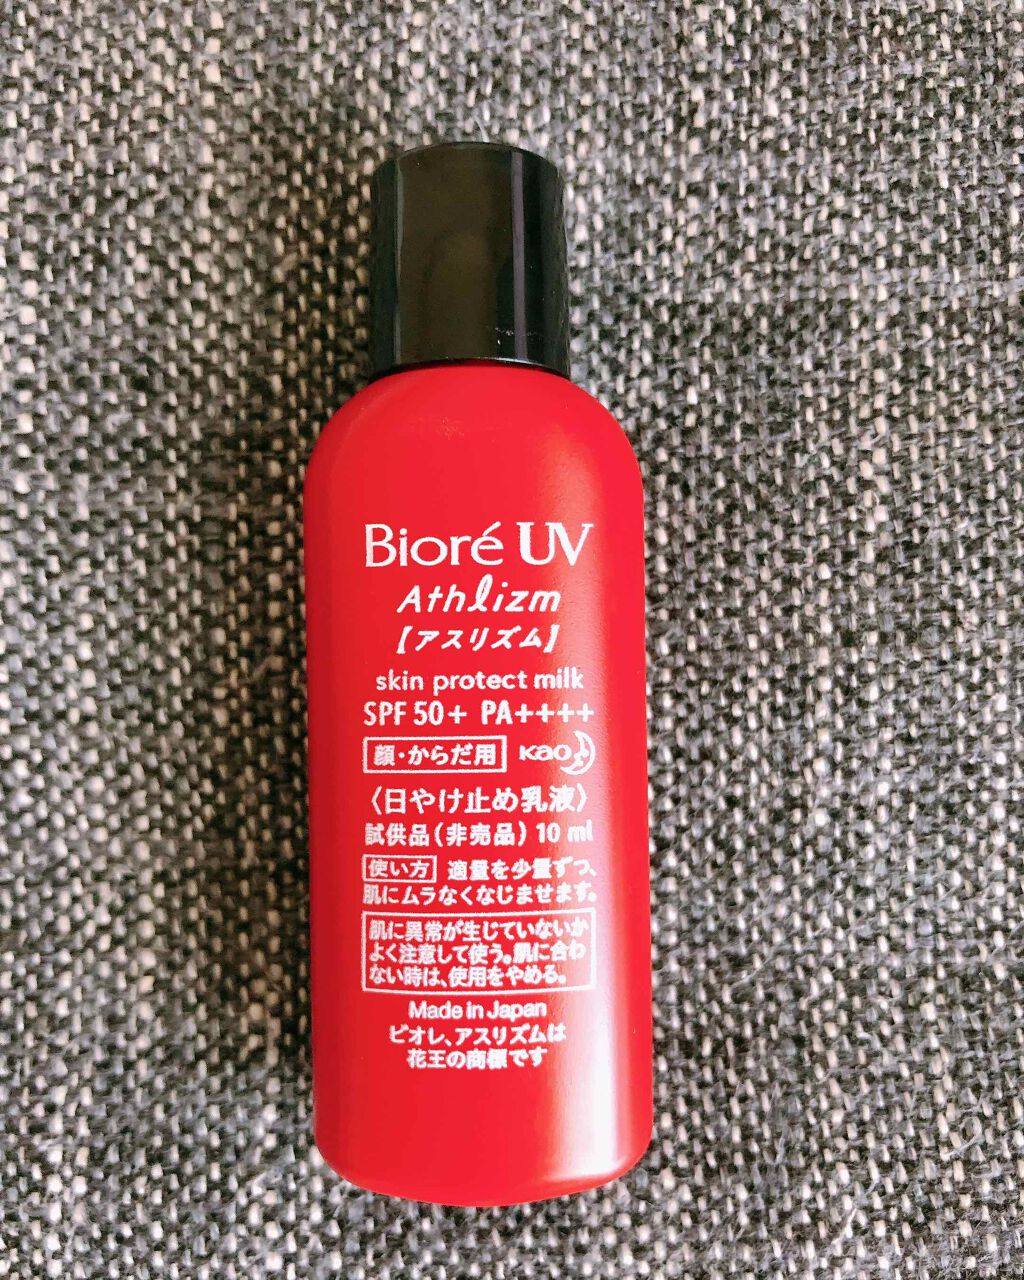 Bioré UV
Athlizm
【アスリズム】
skin protect milk
SPF 50+ PA++++
顔・からだ用 Kao
〈日やけ止め乳液〉
試供品(非売品) 10 ml
使い方 適量を少量ずつ、
肌にムラなくなじませます。
肌に異常が生じていないか
よく注意して使う。肌に合わ
ない時は、使用をやめる。
Made in Japan
ビオレ、アスリズムは
花王の商標です